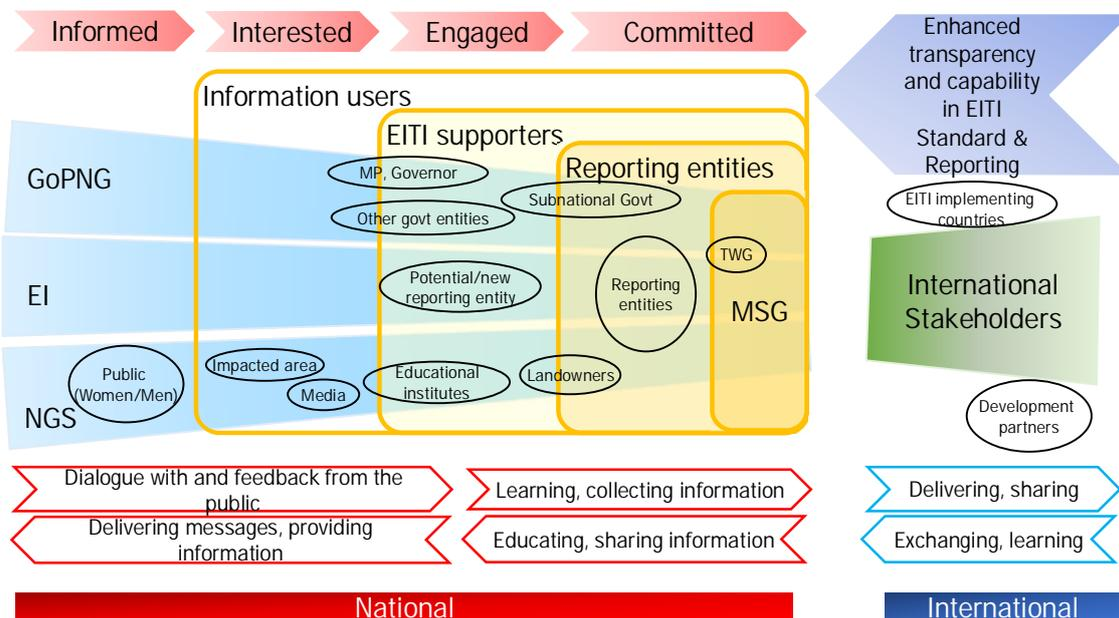 Informed
Interested
Engaged
Committed
Enhanced
transparency
and capability
in EITI
Standard &
Reporting
Information users
EITI supporters
Reporting entities
GoPNG
MP, Governor
Subnational Govt
Other govt entities
EITI implementing
countries
TWG
EI
Potential/new
reporting entity
Reporting
entities
MSG
International
Stakeholders
Public
(Women/Men)
Impacted area
Media
Educational
institutes
Landowners
NGS
Development
partners
Dialogue with and feedback from the
public
Learning, collecting information
Delivering, sharing
Delivering messages, providing
information
Educating, sharing information
Exchanging, learning
National
International